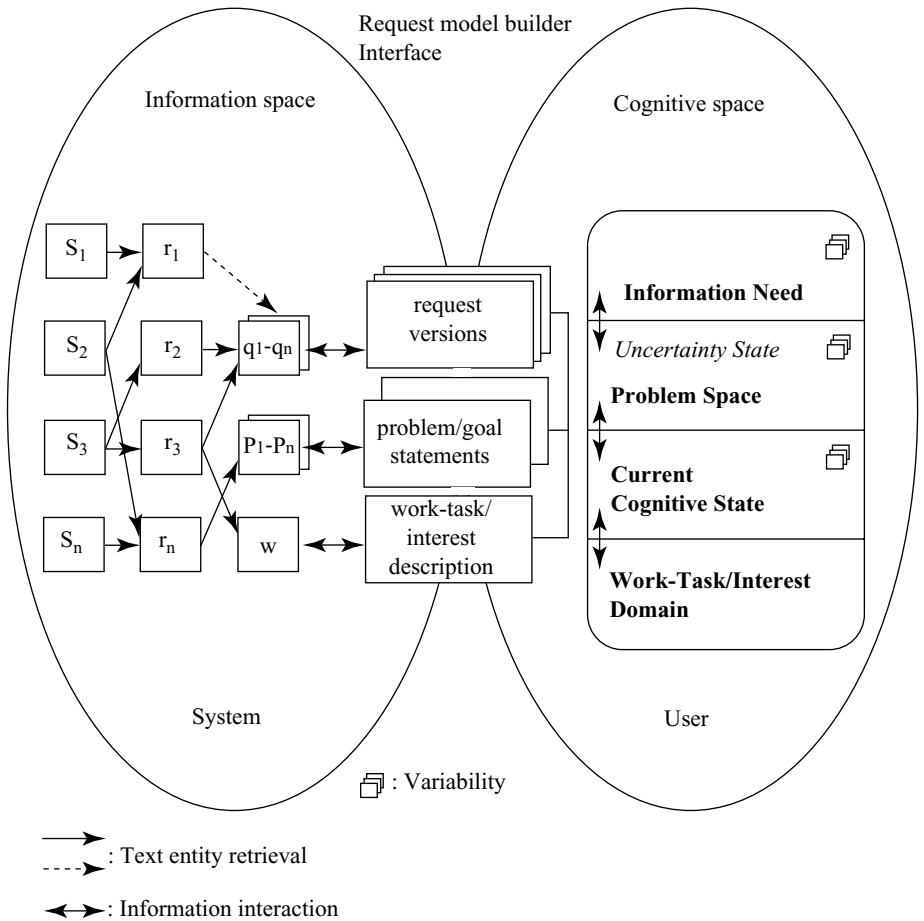 Request model builder
Interface
Information space
Cognitive space
S1
r1
S2
r2
q1-qn
S3
r3
P1-Pn
Sn
rn
w
request
versions
problem/goal
statements
work-task/
interest
description
Information Need
Uncertainty State
Problem Space
Current
Cognitive State
Work-Task/Interest
Domain
System
User
: Variability
: Text entity retrieval
: Information interaction